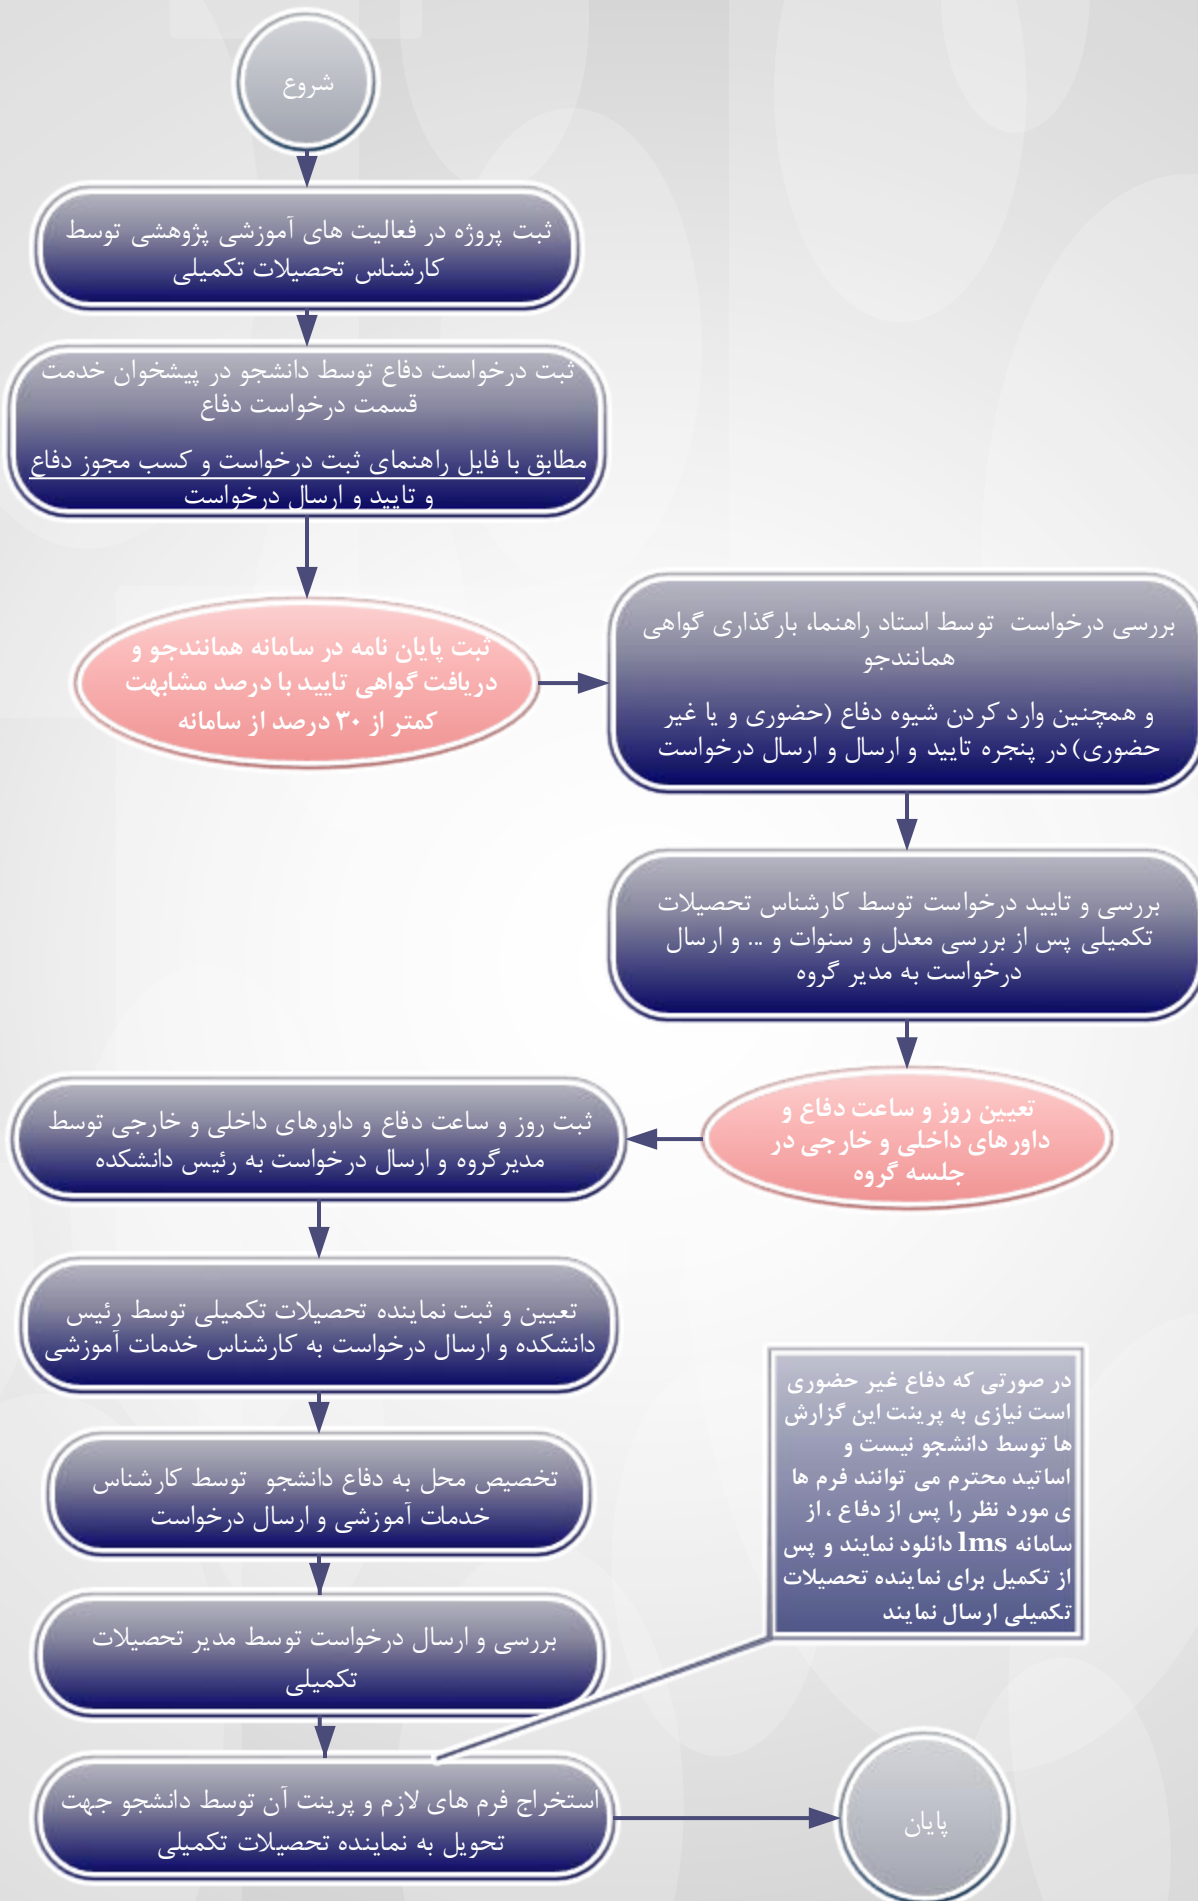 شروع
ثبت پروژه در فعالیت های آموزشی پژوهشی توسط
کارشناس تحصیلات تکمیلی
ثبت درخواست دفاع توسط دانشجو در پیشخوان خدمت
قسمت درخواست دفاع
مطابق با فایل راهنمای ثبت درخواست و کسب مجوز دفاع
و تایید و ارسال درخواست
ثبت پایان نامه در سامانه همانندجو و
دریافت گواهی تایید با درصد مشابهت
کمتر از ۳۰ درصد از سامانه
بررسی درخواست توسط استاد راهنما، بارگذاری گواهی
همانندجو
و همچنین وارد کردن شیوه دفاع (حضوری و یا غیر
حضوری)در پنجره تایید و ارسال و ارسال درخواست
بررسی و تایید درخواست توسط کارشناس تحصیلات
تکمیلی پس از بررسی معدل و سنوات و ... و ارسال
درخواست به مدیر گروه
تعیین روز و ساعت دفاع و
داورهای داخلی و خارجی در
جلسه گروه
ثبت روز و ساعت دفاع و داورهای داخلی و خارجی توسط
مدیرگروه و ارسال درخواست به رئیس دانشکده
تعیین و ثبت نماینده تحصیلات تکمیلی توسط رئیس
دانشکده و ارسال درخواست به کارشناس خدمات آموزشی
تخصیص محل به دفاع دانشجو توسط کارشناس
خدمات آموزشی و ارسال درخواست
بررسی و ارسال درخواست توسط مدیر تحصیلات
تکمیلی
استخراج فرم های لازم و پرینت آن توسط دانشجو جهت
تحویل به نماینده تحصیلات تکمیلی
در صورتی که دفاع غیر حضوری
است نیازی به پرینت این گزارش
ها توسط دانشجو نیست و
اساتید محترم می توانند فرم ها
ی مورد نظر را پس از دفاع ، از
سامانه lms دانلود نمایند و پس
از تکمیل برای نماینده تحصیلات
تکمیلی ارسال نمایند
پایان